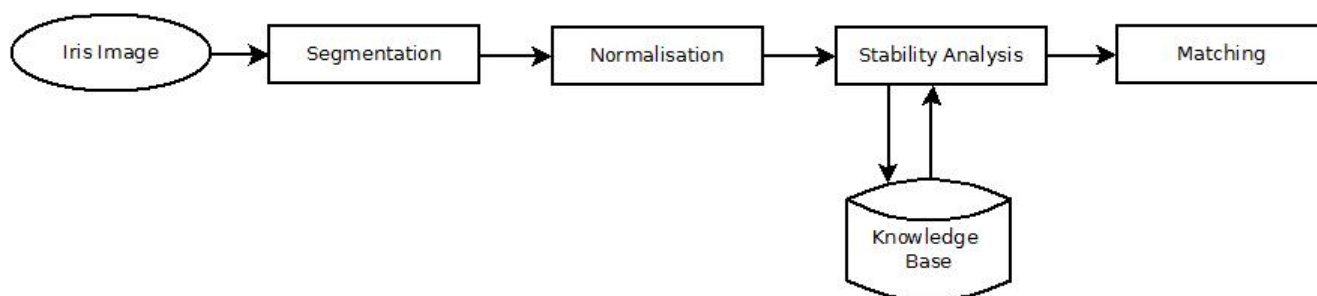 Iris Image
Segmentation
Normalisation
Stability Analysis
Matching
Knowledge
Base